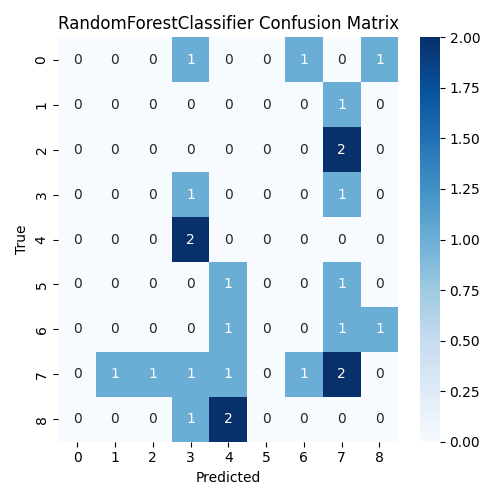 RandomForestClassifier Confusion Matrix
0 0 0 0 1 0 0 1 0 1 2.00
1 0 0 0 0 0 0 0 1 0 1.75
2 0 0 0 0 0 0 0 2 0 1.50
3 0 0 0 1 0 0 0 1 0 1.25
4 0 0 0 2 0 0 0 0 0 1.00
5 0 0 0 0 1 0 0 1 0 0.75
6 0 0 0 0 1 0 0 1 1 0.50
7 0 1 1 1 1 0 1 2 0 0.25
8 0 0 0 1 2 0 0 0 0 0.00
0 1 2 3 4 5 6 7 8
True
Predicted